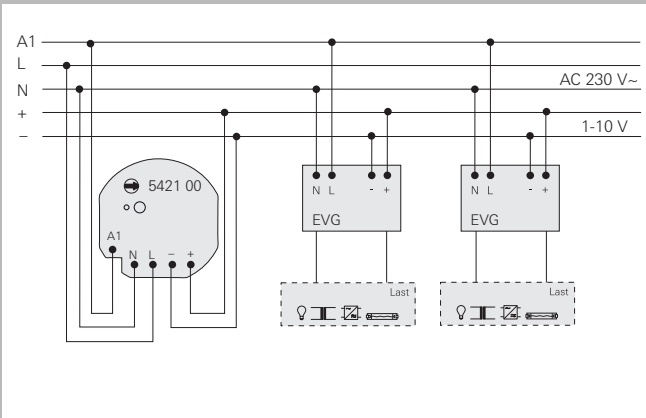 A1
L
N
AC 230 V~
+
−
1-10 V
5421 00
A1
N L − +
N L - +
EVG
Last
N L - +
EVG
Last